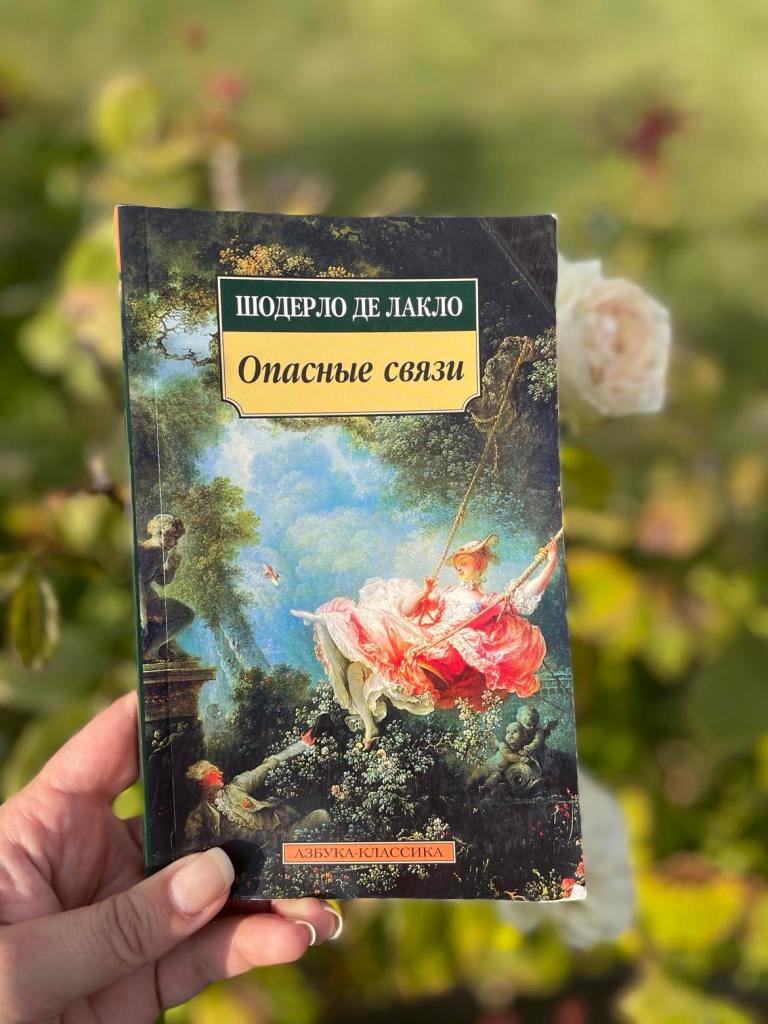 ШОДЕРЛО ДЕ ЛАКЛО
Опасные связи
АЗБУКА-КЛАССИКА